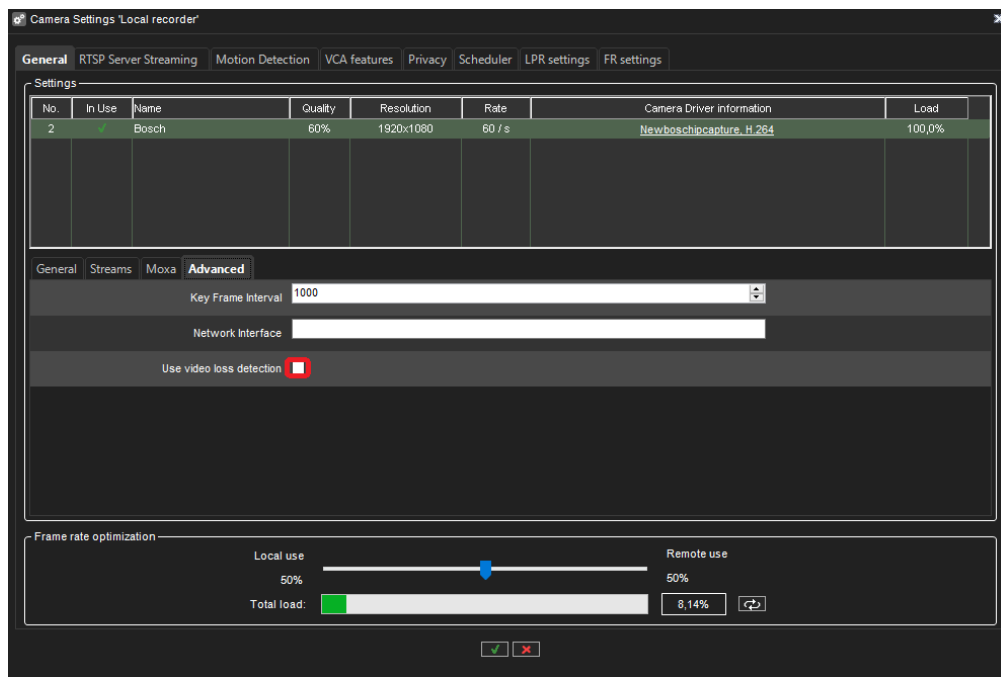 Camera Settings 'Local recorder'
General RTSP Server Streaming Motion Detection VCA features Privacy Scheduler LPR settings FR settings
Settings
No. In Use Name Quality Resolution Rate Camera Driver information Load
2 Bosch 60% 1920x1080 60 / s Newboschipcapture, H.264 100,0%
General Streams Moxa Advanced
Key Frame Interval 1000
Network Interface
Use video loss detection
Frame rate optimization
Local use Remote use
50% 50%
Total load: 8,14%